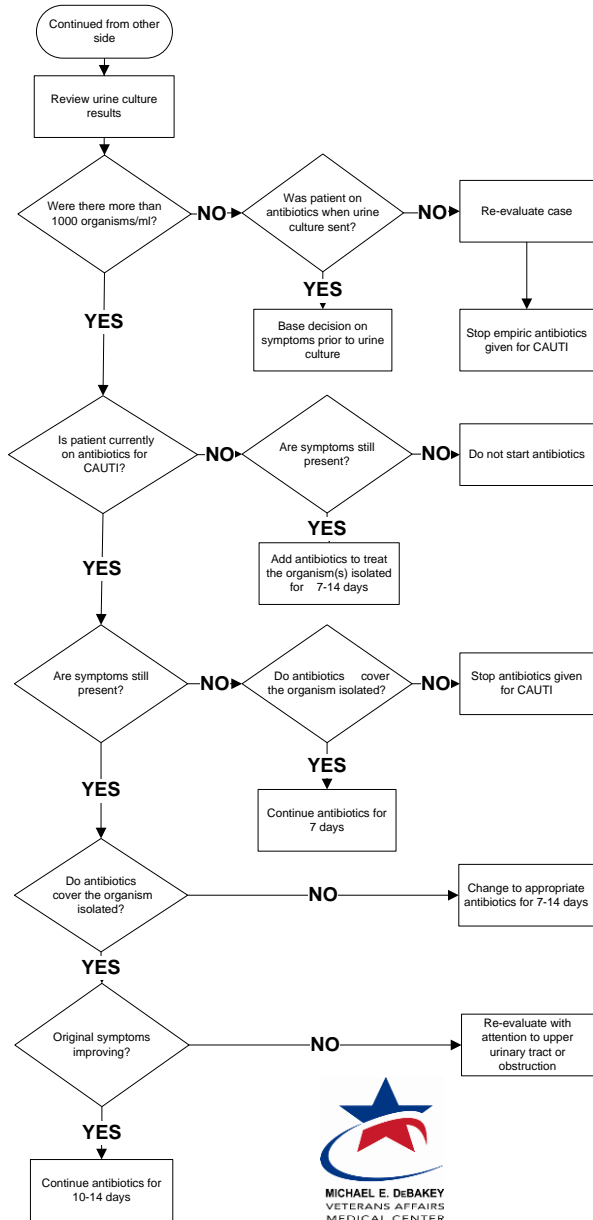 Continued from other
side
Review urine culture
results
Were there more than
1000 organisms/ml?
NO
Was patient on
antibiotics when urine
culture sent?
NO
Re-evaluate case
YES
YES
Base decision on
symptoms prior to urine
culture
Stop empiric antibiotics
given for CAUTI
Is patient currently
on antibiotics for
CAUTI?
NO
Are symptoms still
present?
NO
Do not start antibiotics
YES
YES
Add antibiotics to treat
the organism(s) isolated
for 7-14 days
Are symptoms still
present?
NO
Do antibiotics cover
the organism isolated?
NO
Stop antibiotics given
for CAUTI
YES
YES
Continue antibiotics for
7 days
Do antibiotics
cover the organism
isolated?
NO
Change to appropriate
antibiotics for 7-14 days
YES
Original symptoms
improving?
NO
Re-evaluate with
attention to upper
urinary tract or
obstruction
YES
Continue antibiotics for
10-14 days
MICHAEL E. DEBAKEY
VETERANS AFFAIRS
MEDICAL CENTER